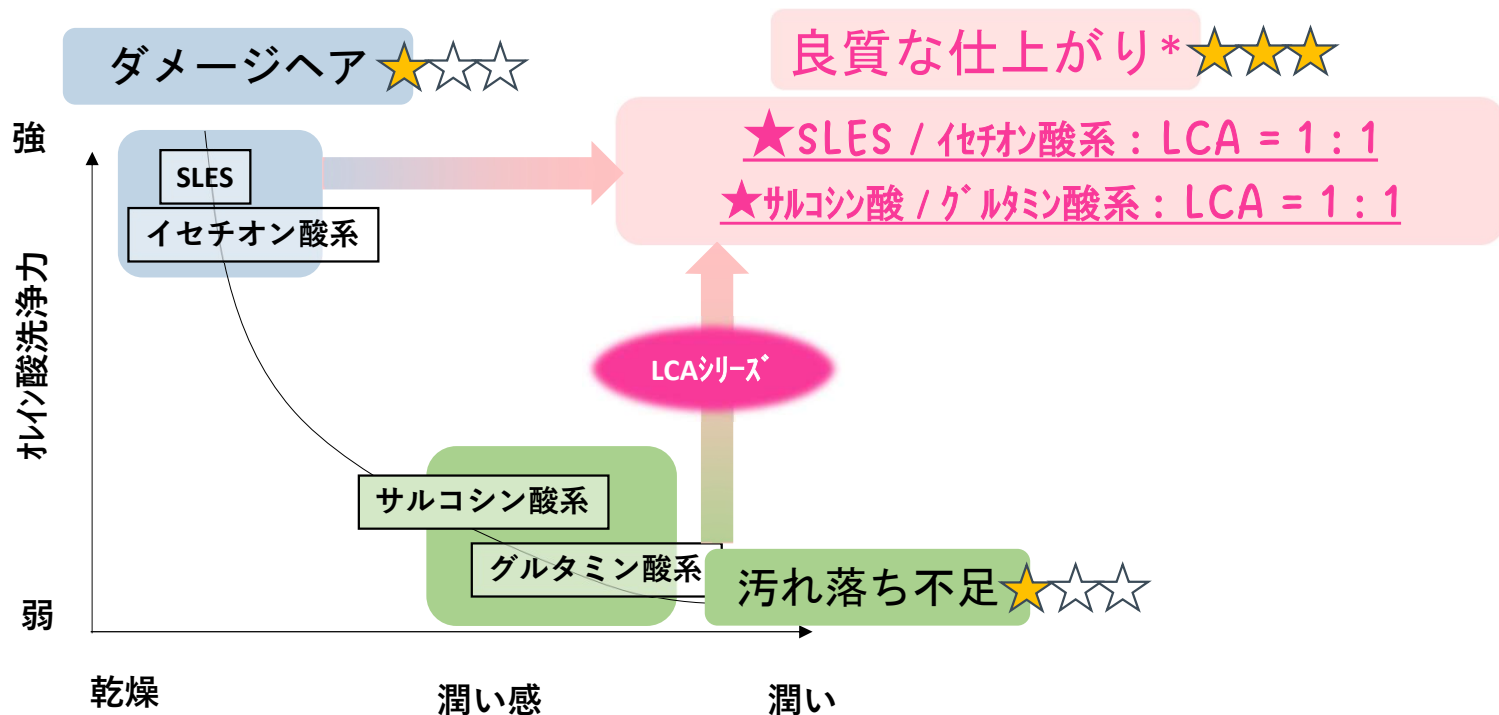 ダメージヘア ★☆☆
良質な仕上がり* ★★★
強
SLES
イセチオン酸系
★SLES / ｲｾﾁｵﾝ酸系 : LCA = 1 : 1
★ｻﾙｺｼﾝ酸 / ｸﾞﾙﾀﾐﾝ酸系 : LCA = 1 : 1
ｵﾚｲﾝ酸洗浄力
LCAｼﾘｰｽﾞ
サルコシン酸系
グルタミン酸系
汚れ落ち不足 ★☆☆
弱
乾燥
潤い感
潤い